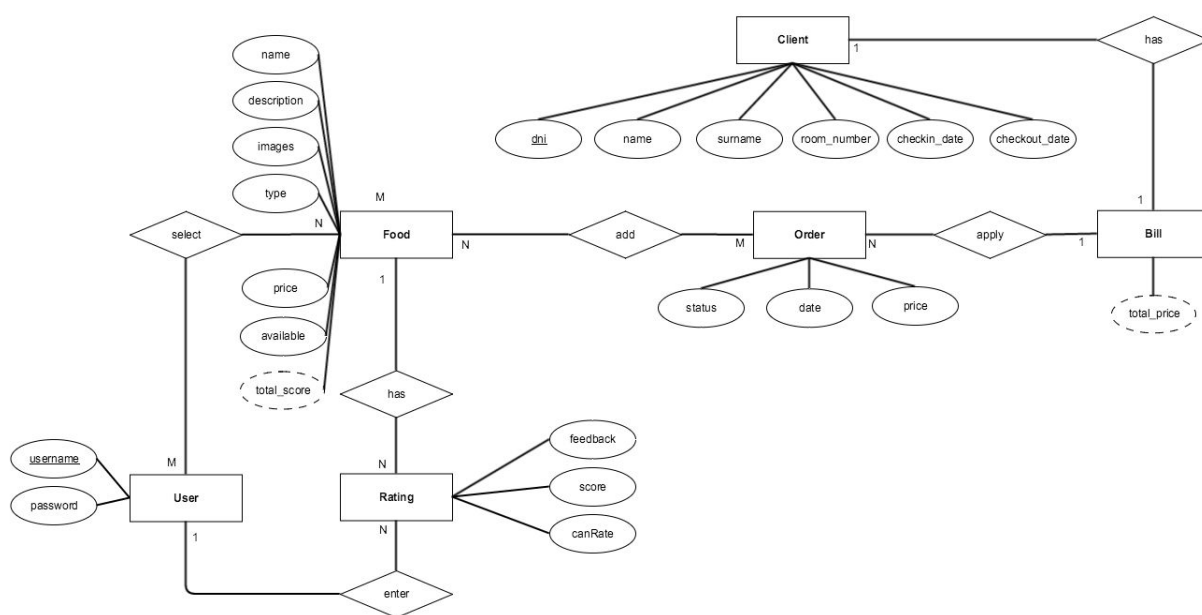 name
Client
1
has
description
images
dni
name
surname
room_number
checkin_date
checkout_date
type
M
1
select
N
Food
N
add
M
Order
N
apply
1
Bill
1
price
status
date
price
total_price
available
total_score
has
feedback
username
M
N
score
User
Rating
password
canRate
1
N
enter